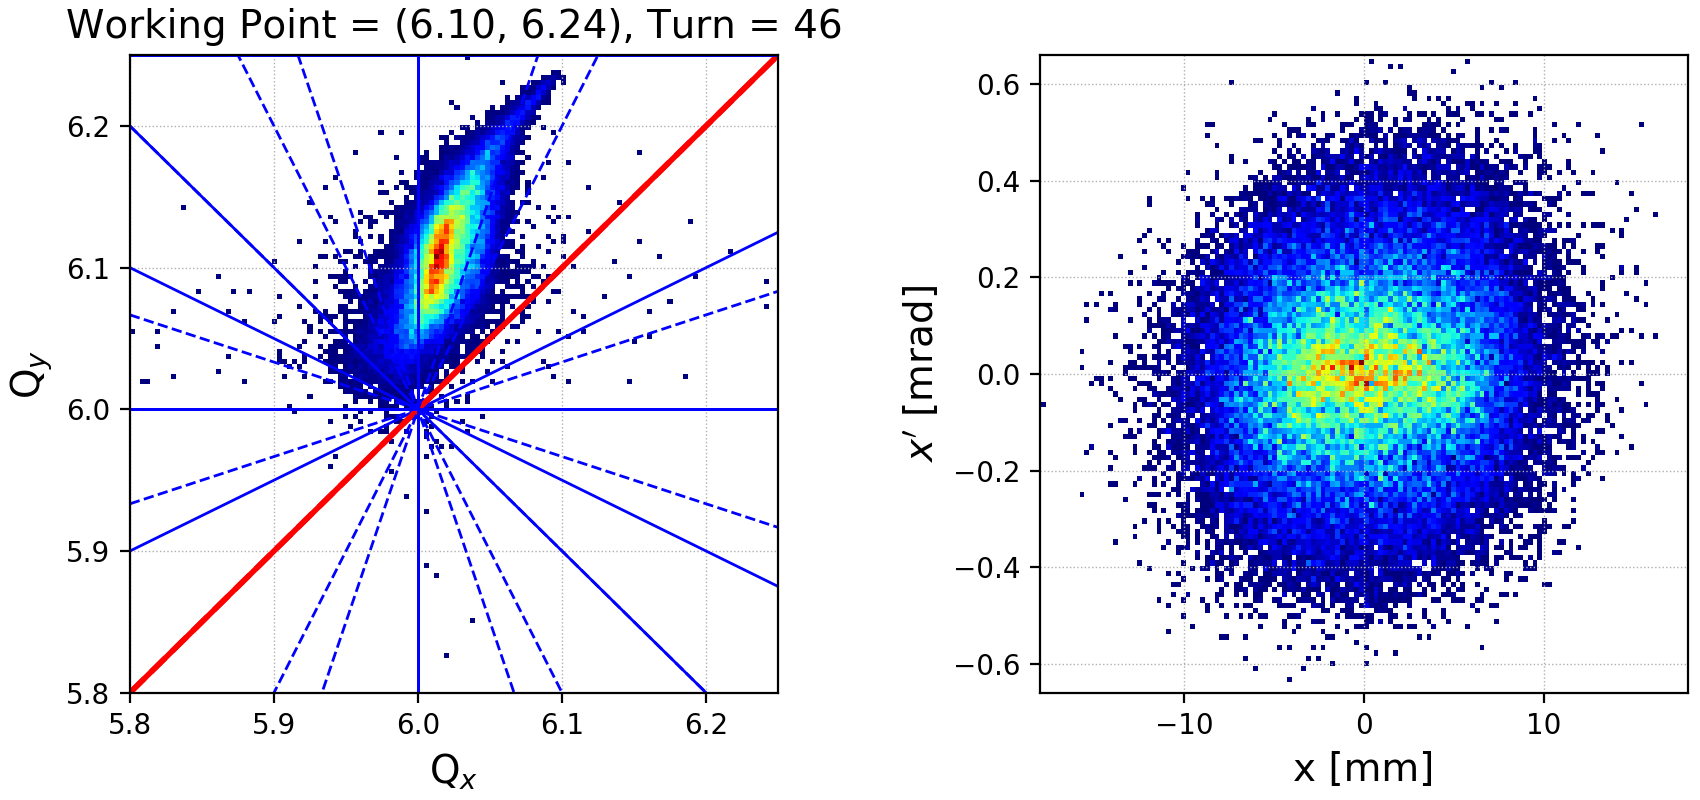 Working Point = (6.10, 6.24), Turn = 46
6.2
6.1
6.0
5.9
5.8
Qy
5.8 5.9 6.0 6.1 6.2
Qx
0.6
0.4
0.2
0.0
−0.2
−0.4
−0.6
x′ [mrad]
−10 0 10
x [mm]